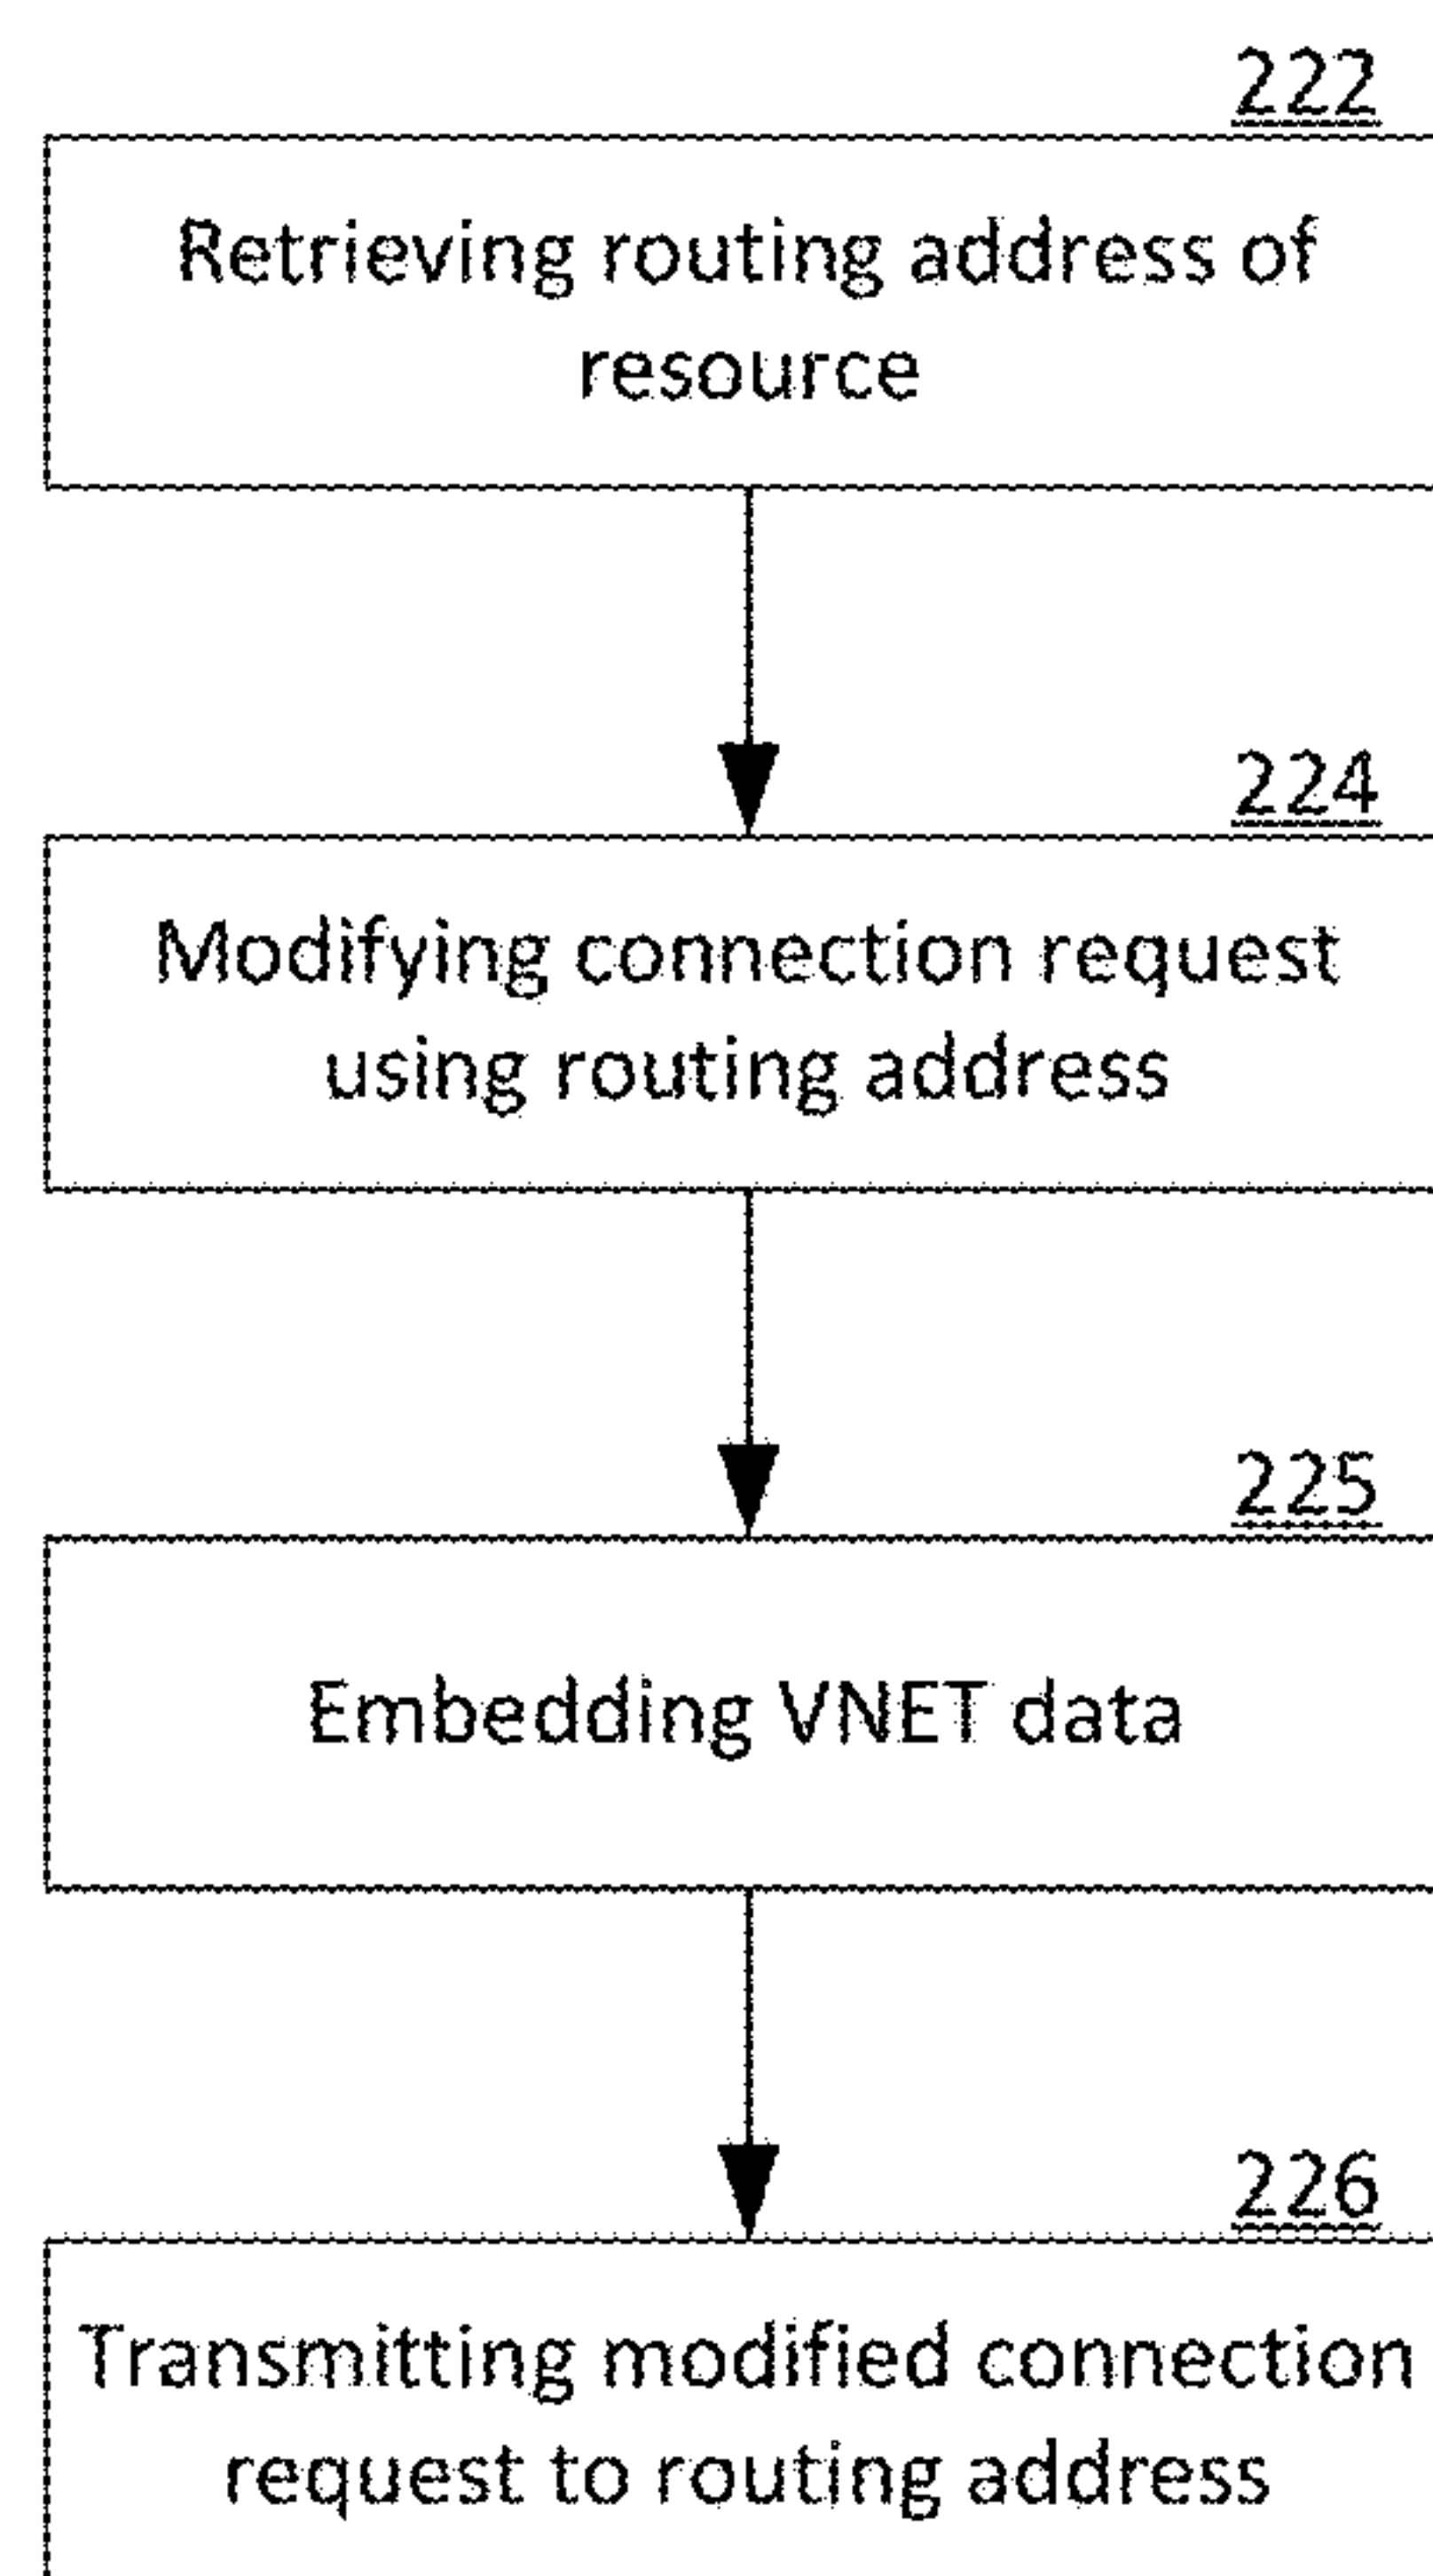 222
Retrieving routing address of
resource
224
Modifying connection request
using routing address
225
Embedding VNET data
226
Transmitting modified connection
request to routing address